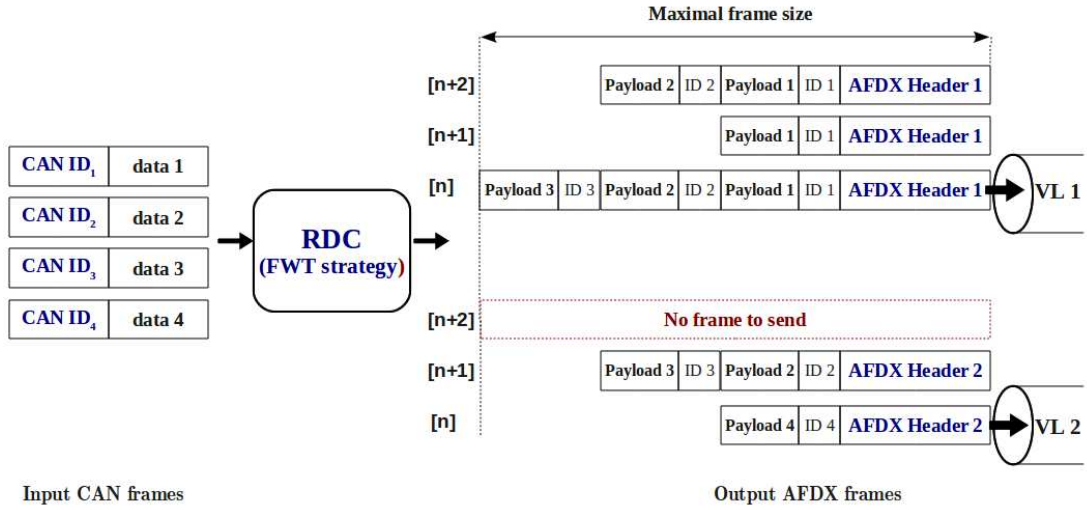 Maximal frame size
[n+2] Payload 2 ID 2 Payload 1 ID 1 AFDX Header 1
[n+1] Payload 1 ID 1 AFDX Header 1
[n] Payload 3 ID 3 Payload 2 ID 2 Payload 1 ID 1 AFDX Header 1 VL 1
CAN ID1 data 1
CAN ID2 data 2
CAN ID3 data 3
CAN ID4 data 4
RDC
(FWT strategy)
[n+2] No frame to send
[n+1] Payload 3 ID 3 Payload 2 ID 2 AFDX Header 2
[n] Payload 4 ID 4 AFDX Header 2 VL 2
Input CAN frames
Output AFDX frames